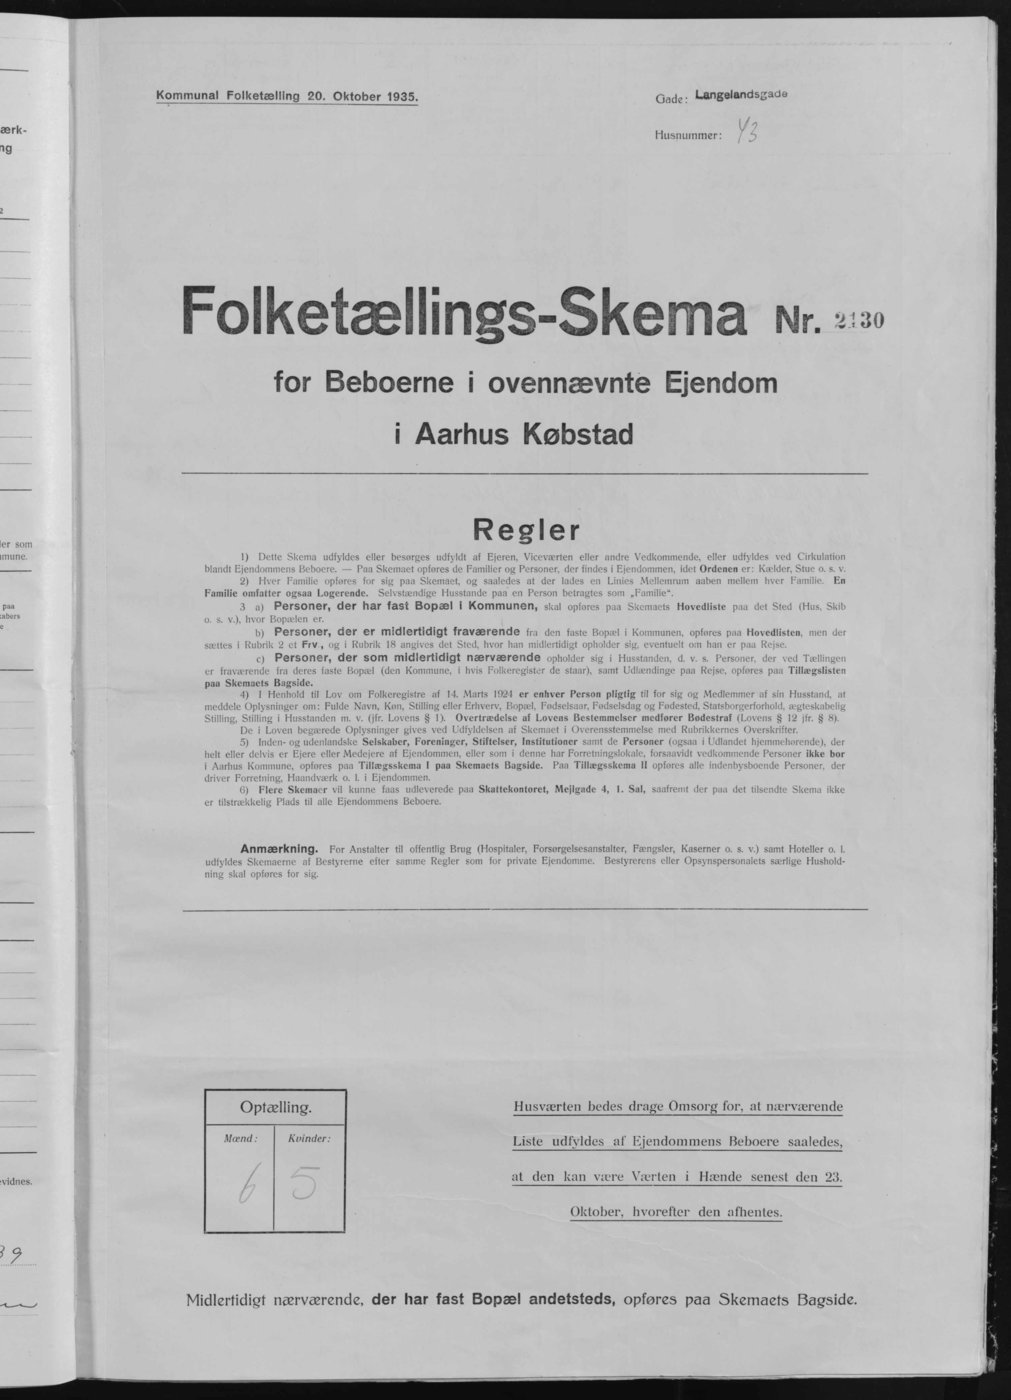 Kommunal Folketælling 20. Oktober 1935.
Gade: Langelandsgade
Husnummer: 43
Folketællings-Skema Nr. 2130
for Beboerne i ovennævnte Ejendom
i Aarhus Købstad
Regler
1) Dette Skema udfyldes eller besørges udfyldt af Ejeren, Viceværten eller andre Vedkommende, eller udfyldes ved Cirkulation
blandt Ejendommens Beboere. — Paa Skemaet opføres de Familier og Personer, der findes i Ejendommen, idet Ordenen er: Kælder, Stue o. s. v.
2) Hver Familie opføres for sig paa Skemaet, og saaledes at der lades en Linies Mellemrum aaben mellem hver Familie. En
Familie omfatter ogsaa Logerende. Selvstændige Husstande paa en Person betragtes som „Familie“.
3 a) Personer, der har fast Bopæl i Kommunen, skal opføres paa Skemaets Hovedliste paa det Sted (Hus, Skib
o. s. v.), hvor Bopælen er.
b) Personer, der er midlertidigt fraværende fra den faste Bopæl i Kommunen, opføres paa Hovedlisten, men der
sættes i Rubrik 2 et Frv., og i Rubrik 18 angives det Sted, hvor han midlertidigt opholder sig, eventuelt om han er paa Rejse.
c) Personer, der som midlertidigt nærværende opholder sig i Husstanden, d. v. s. Personer, der ved Tællingen
er fraværende fra deres faste Bopæl (den Kommune, i hvis Folkeregister de staar), samt Udlændinge paa Rejse, opføres paa Tillægslisten
paa Skemaets Bagside.
4) I Henhold til Lov om Folkeregistre af 14. Marts 1924 er enhver Person pligtig til for sig og Medlemmer af sin Husstand, at
meddele Oplysninger om: Fulde Navn, Køn, Stilling eller Erhverv, Bopæl, Fødselsaar, Fødselsdag og Fødested, Statsborgerforhold, ægteskabelig
Stilling, Stilling i Husstanden m. v. (jfr. Lovens § 1). Overtrædelse af Lovens Bestemmelser medfører Bødestraf (Lovens § 12 jfr. § 8).
De i Loven begærede Oplysninger gives ved Udfyldelsen af Skemaet i Overensstemmelse med Rubrikkernes Overskrifter.
5) Inden- og udenlandske Selskaber, Foreninger, Stiftelser, Institutioner samt de Personer (ogsaa i Udlandet hjemmehørende), der
helt eller delvis er Ejere eller Medejere af Ejendommen, eller som i denne har Forretningslokale, forsaavidt vedkommende Personer ikke bor
i Aarhus Kommune, opføres paa Tillægsskema I paa Skemaets Bagside. Paa Tillægsskema II opføres alle indenbysboende Personer, der
driver Forretning, Haandværk o. l. i Ejendommen.
6) Flere Skemaer vil kunne faas udleverede paa Skattekontoret, Mejlgade 4, 1. Sal, saafremt der paa det tilsendte Skema ikke
er tilstrækkelig Plads til alle Ejendommens Beboere.
Anmærkning. For Anstalter til offentlig Brug (Hospitaler, Forsørgelsesanstalter, Fængsler, Kaserner o. s. v.) samt Hoteller o. l.
udfyldes Skemaerne af Bestyrerne efter samme Regler som for private Ejendomme. Bestyrerens eller Opsynspersonalets særlige Hushold-
ning skal opføres for sig.
Optælling.
Mænd: Kvinder:
6 5
Husværten bedes drage Omsorg for, at nærværende
Liste udfyldes af Ejendommens Beboere saaledes,
at den kan være Værten i Hænde senest den 23.
Oktober, hvorefter den afhentes.
Midlertidigt nærværende, der har fast Bopæl andetsteds, opføres paa Skemaets Bagside.